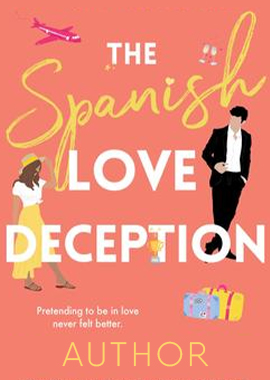 THE
Spanish
LOVE
DECEPTION
Pretending to be in love
never felt better.
AUTHOR